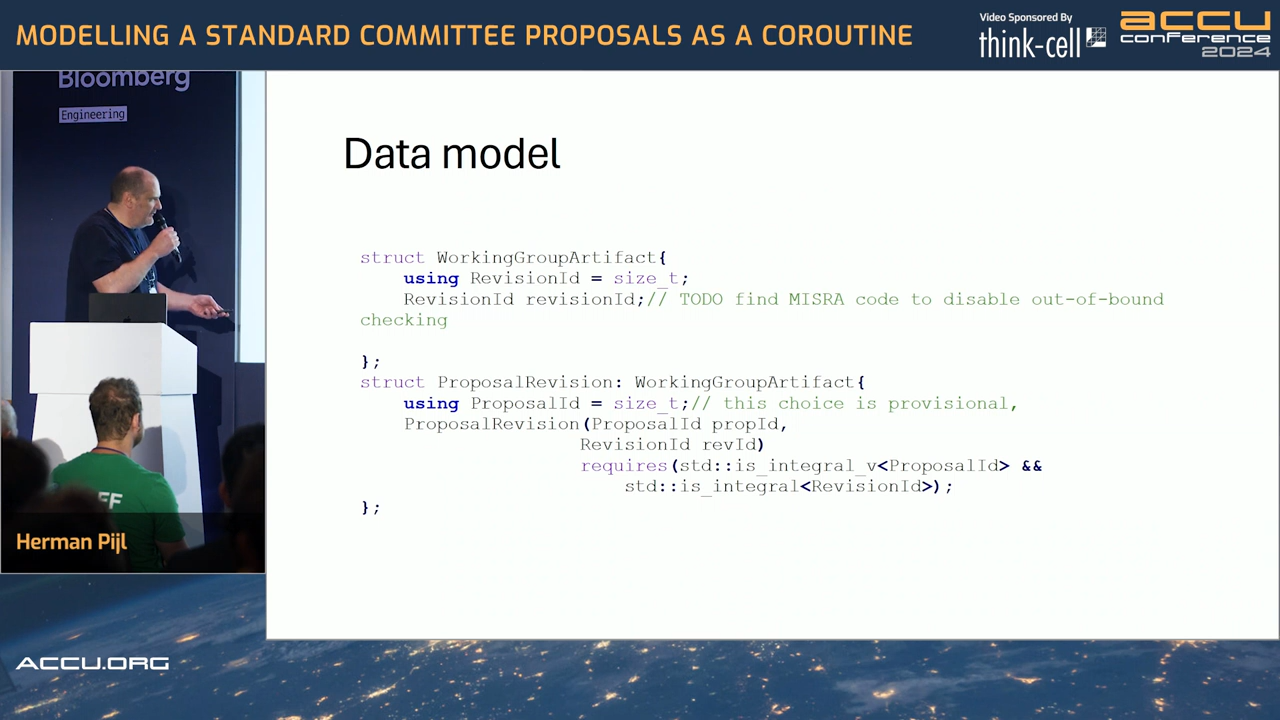 MODELLING A STANDARD COMMITTEE PROPOSALS AS A COROUTINE
Video Sponsored By
think-cell
accu
conference
2024
Bloomberg
Engineering
Data model
struct WorkingGroupArtifact{
using RevisionId = size_t;
RevisionId revisionId;// TODO find MISRA code to disable out-of-bound
checking
};
struct ProposalRevision: WorkingGroupArtifact{
using ProposalId = size_t;// this choice is provisional,
ProposalRevision(ProposalId propId,
RevisionId revId)
requires(std::is_integral_v<ProposalId> &&
std::is_integral<RevisionId>);
};
FF
Herman Pijl
ACCU.ORG